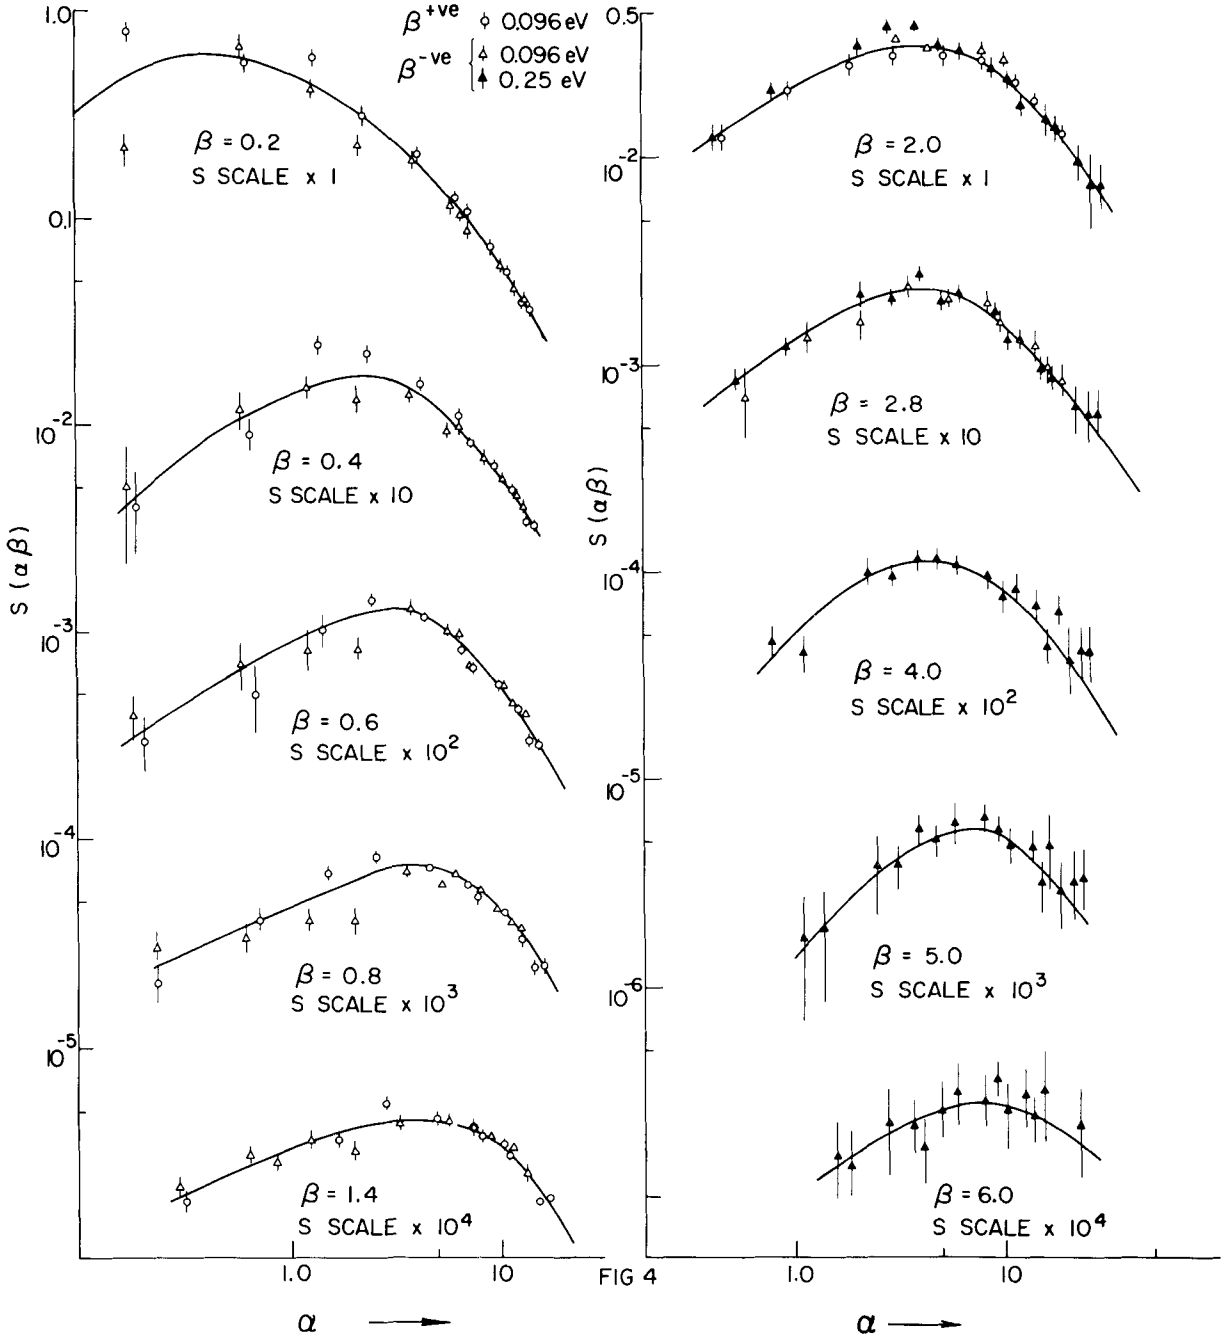 β+ve 0.096 eV
β-ve 0.096 eV
0.25 eV
1.0
0.1
10-2
10-3
10-4
10-5
S (α β)
β = 0.2
S SCALE x 1
β = 0.4
S SCALE x 10
β = 0.6
S SCALE x 10²
β = 0.8
S SCALE x 10³
β = 1.4
S SCALE x 10⁴
1.0 10
α
FIG 4
0.5
10-2
10-3
10-4
10-5
10-6
S (α β)
β = 2.0
S SCALE x 1
β = 2.8
S SCALE x 10
β = 4.0
S SCALE x 10²
β = 5.0
S SCALE x 10³
β = 6.0
S SCALE x 10⁴
1.0 10
α